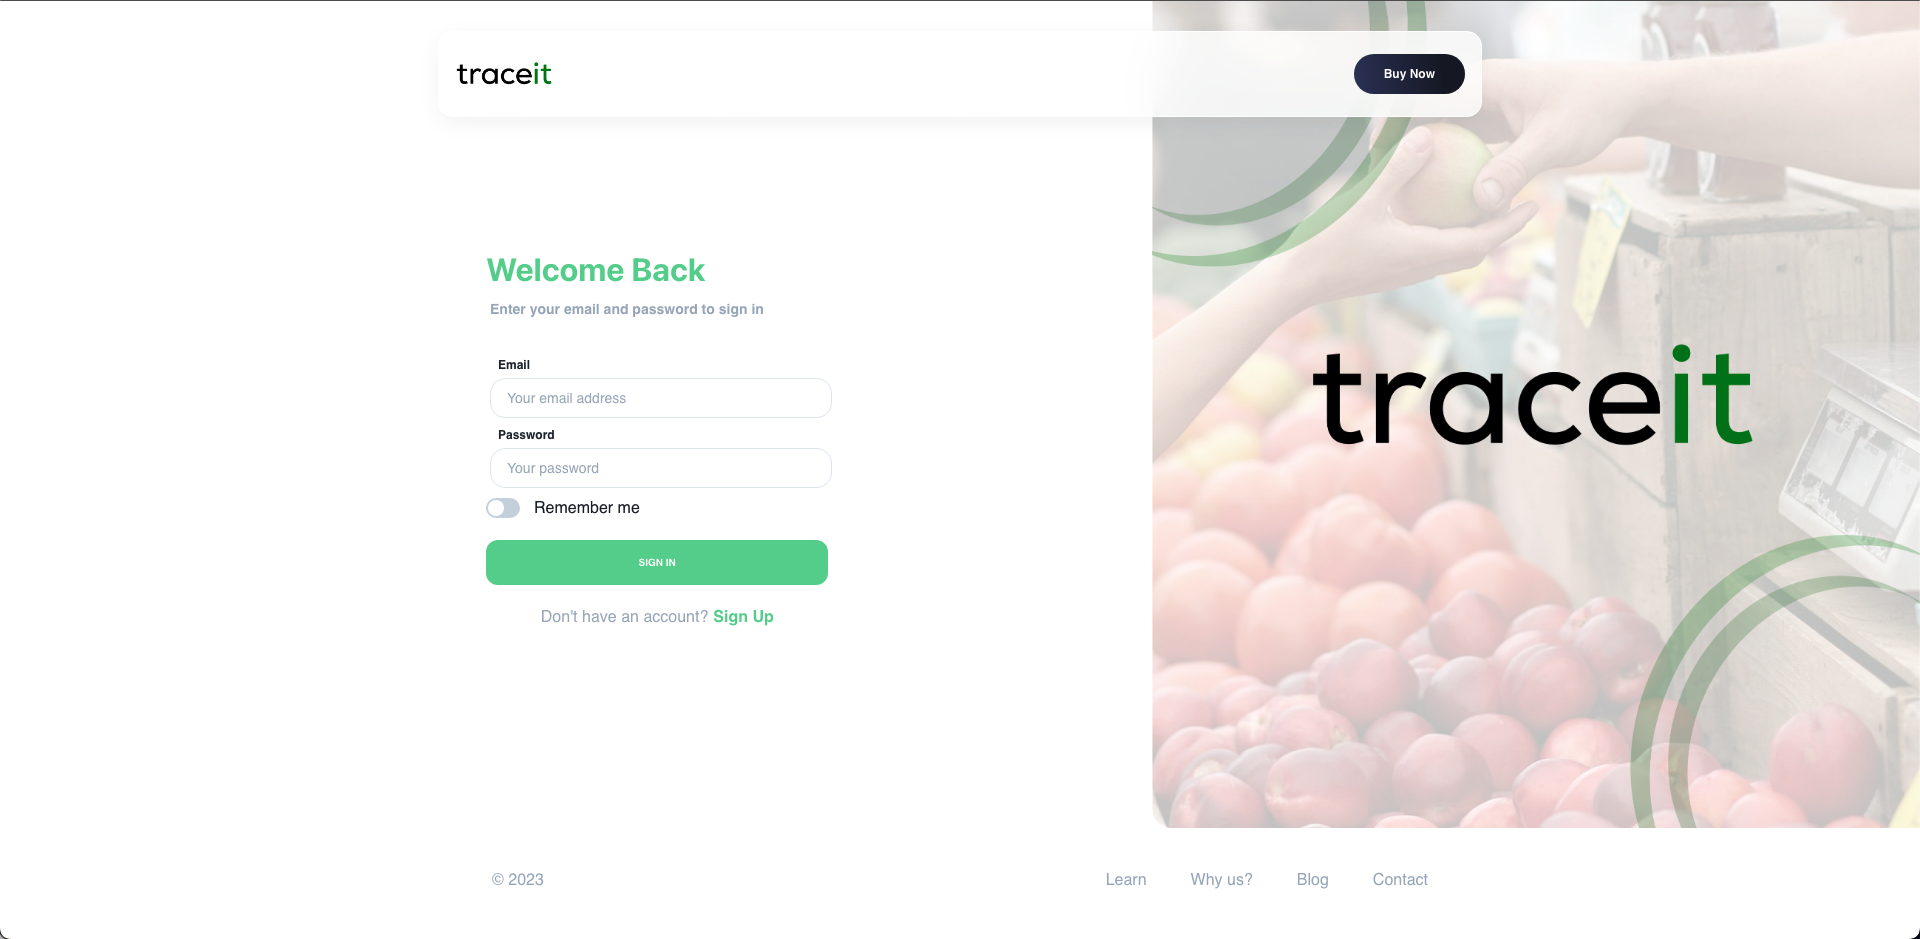 traceit
Buy Now
Welcome Back
Enter your email and password to sign in
Email
Your email address
Password
Your password
Remember me
SIGN IN
Don't have an account? Sign Up
traceit
© 2023
Learn Why us? Blog Contact